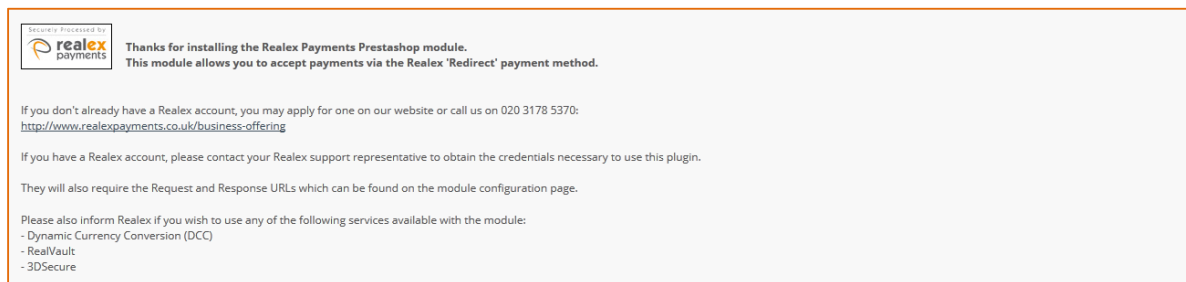 Securely Processed by
realex
payments
Thanks for installing the Realex Payments Prestashop module.
This module allows you to accept payments via the Realex 'Redirect' payment method.
If you don't already have a Realex account, you may apply for one on our website or call us on 020 3178 5370:
http://www.realexpayments.co.uk/business-offering
If you have a Realex account, please contact your Realex support representative to obtain the credentials necessary to use this plugin.
They will also require the Request and Response URLs which can be found on the module configuration page.
Please also inform Realex if you wish to use any of the following services available with the module:
- Dynamic Currency Conversion (DCC)
- RealVault
- 3DSecure